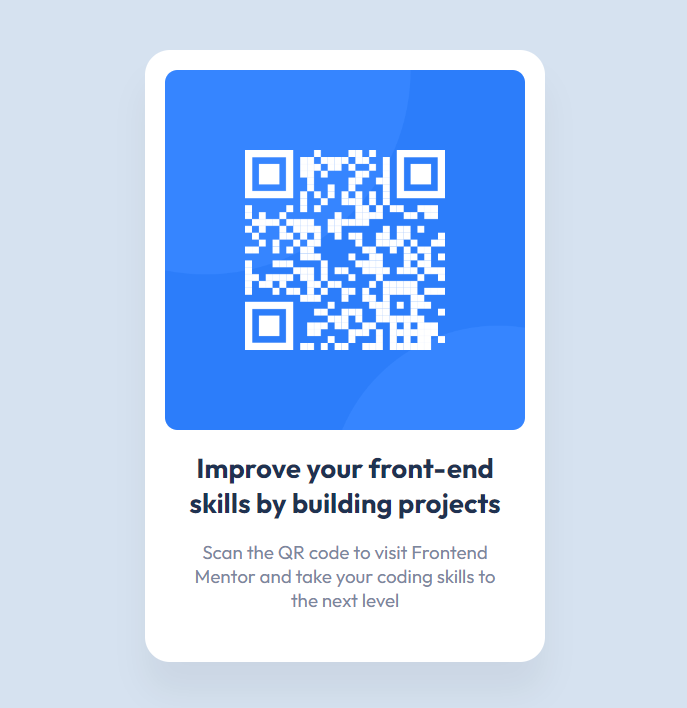 Improve your front-end
skills by building projects
Scan the QR code to visit Frontend
Mentor and take your coding skills to
the next level